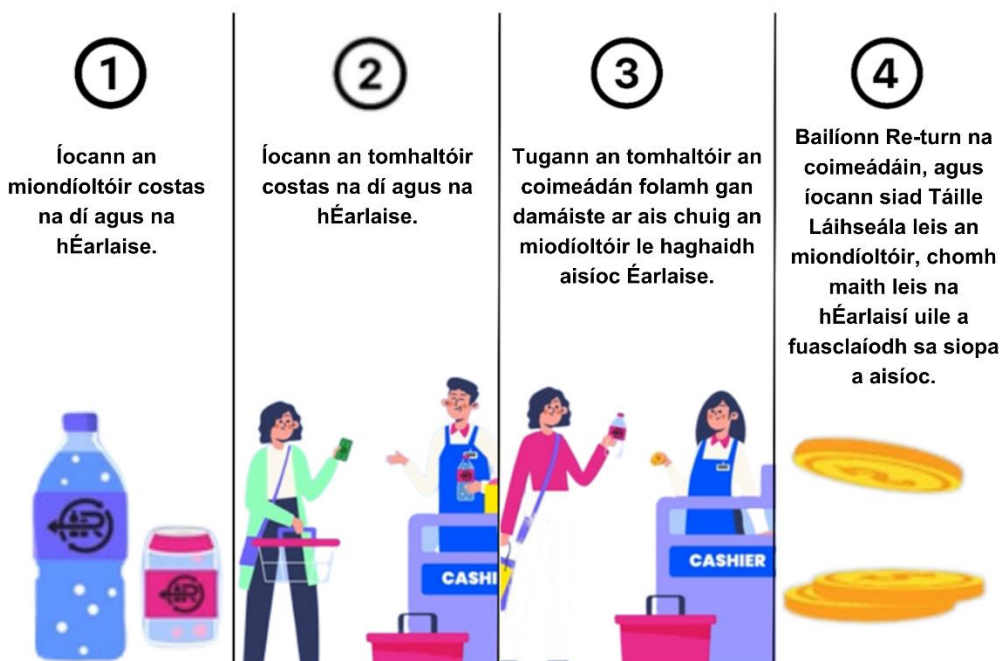 1
Íocann an
miondíoltóir costas
na dí agus na
hÉarlaise.
2
Íocann an tomhaltóir
costas na dí agus na
hÉarlaise.
3
Tugann an tomhaltóir an
coimeádán folamh gan
damáiste ar ais chuig an
miodíoltóir le haghaidh
aisíoc Éarlaise.
4
Bailíonn Re-turn na
coimeádáin, agus
íocann siad Táille
Láihseála leis an
miondíoltóir, chomh
maith leis na
hÉarlaisí uile a
fuasclaíodh sa siopa
a aisíoc.
CASHI
CASHIER